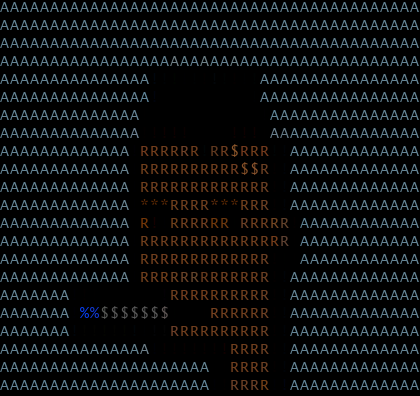 AAAAAAAAAAAAAAAAAAAAAAAAAAAAAAAAAAAAAAAAAA
AAAAAAAAAAAAAAAAAAAAAAAAAAAAAAAAAAAAAAAAAA
AAAAAAAAAAAAAAAAAAAAAAAAAAAAAAAAAAAAAAAAAA
AAAAAAAAAAAAAAAAAAAAAAAAAAAAAAAAAAAAAAAAAA
AAAAAAAAAAAAAAA           AAAAAAAAAAAAAAAA
AAAAAAAAAAAAAAA           AAAAAAAAAAAAAAAA
AAAAAAAAAAAAAA             AAAAAAAAAAAAAAA
AAAAAAAAAAAAAA             AAAAAAAAAAAAAAA
AAAAAAAAAAAAA RRRRRR RR$RRR  AAAAAAAAAAAAA
AAAAAAAAAAAAA RRRRRRRRRR$$R  AAAAAAAAAAAAA
AAAAAAAAAAAAA RRRRRRRRRRRRR  AAAAAAAAAAAAA
AAAAAAAAAAAAA ***RRRR***RRR  AAAAAAAAAAAAA
AAAAAAAAAAAAA R  RRRRRR RRRRR AAAAAAAAAAAA
AAAAAAAAAAAAA RRRRRRRRRRRRRRR AAAAAAAAAAAA
AAAAAAAAAAAAA RRRRRRRRRRRRR   AAAAAAAAAAAA
AAAAAAAAAAAAA RRRRRRRRRRRRR  AAAAAAAAAAAAA
AAAAAAA          RRRRRRRRRR  AAAAAAAAAAAAA
AAAAAAA %%$$$$$$$    RRRRRR  AAAAAAAAAAAAA
AAAAAAA          RRRRRRRRRR  AAAAAAAAAAAAA
AAAAAAAAAAAAAAA        RRRR  AAAAAAAAAAAAA
AAAAAAAAAAAAAAAAAAAAA  RRRR  AAAAAAAAAAAAA
AAAAAAAAAAAAAAAAAAAAA  RRRR  AAAAAAAAAAAAA